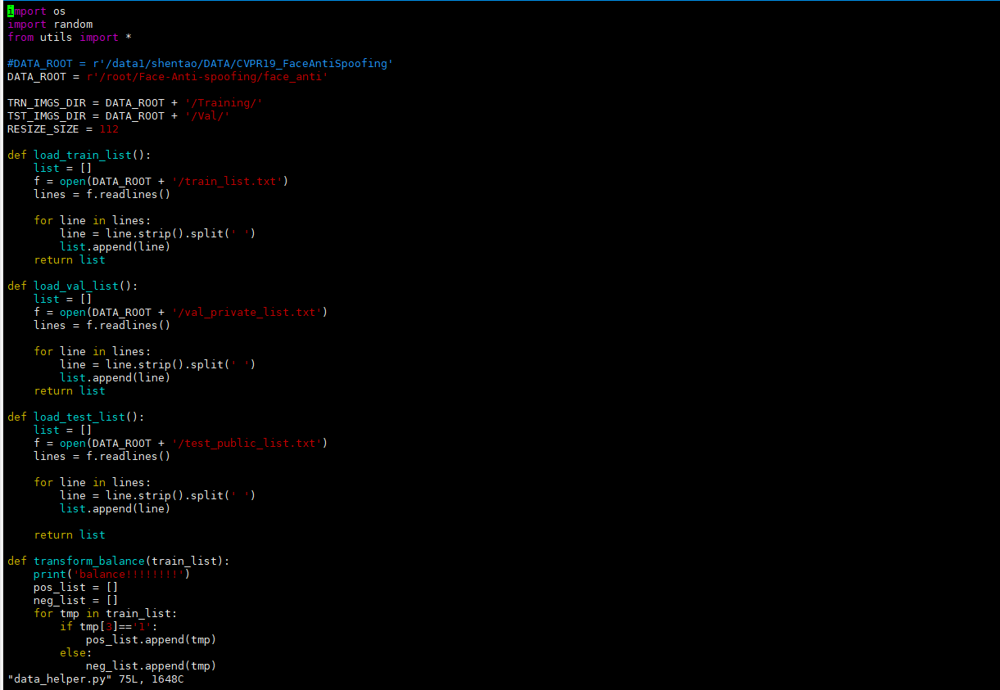 import os
import random
from utils import *

#DATA_ROOT = r'/data1/shentao/DATA/CVPR19_FaceAntiSpoofing'
DATA_ROOT = r'/root/Face-Anti-spoofing/face_anti'

TRN_IMGS_DIR = DATA_ROOT + '/Training/'
TST_IMGS_DIR = DATA_ROOT + '/Val/'
RESIZE_SIZE = 112

def load_train_list():
    list = []
    f = open(DATA_ROOT + '/train_list.txt')
    lines = f.readlines()

    for line in lines:
        line = line.strip().split(' ')
        list.append(line)
    return list

def load_val_list():
    list = []
    f = open(DATA_ROOT + '/val_private_list.txt')
    lines = f.readlines()

    for line in lines:
        line = line.strip().split(' ')
        list.append(line)
    return list

def load_test_list():
    list = []
    f = open(DATA_ROOT + '/test_public_list.txt')
    lines = f.readlines()

    for line in lines:
        line = line.strip().split(' ')
        list.append(line)

    return list

def transform_balance(train_list):
    print('balance!!!!!!!!')
    pos_list = []
    neg_list = []
    for tmp in train_list:
        if tmp[3]=='1':
            pos_list.append(tmp)
        else:
            neg_list.append(tmp)
"data_helper.py" 75L, 1648C